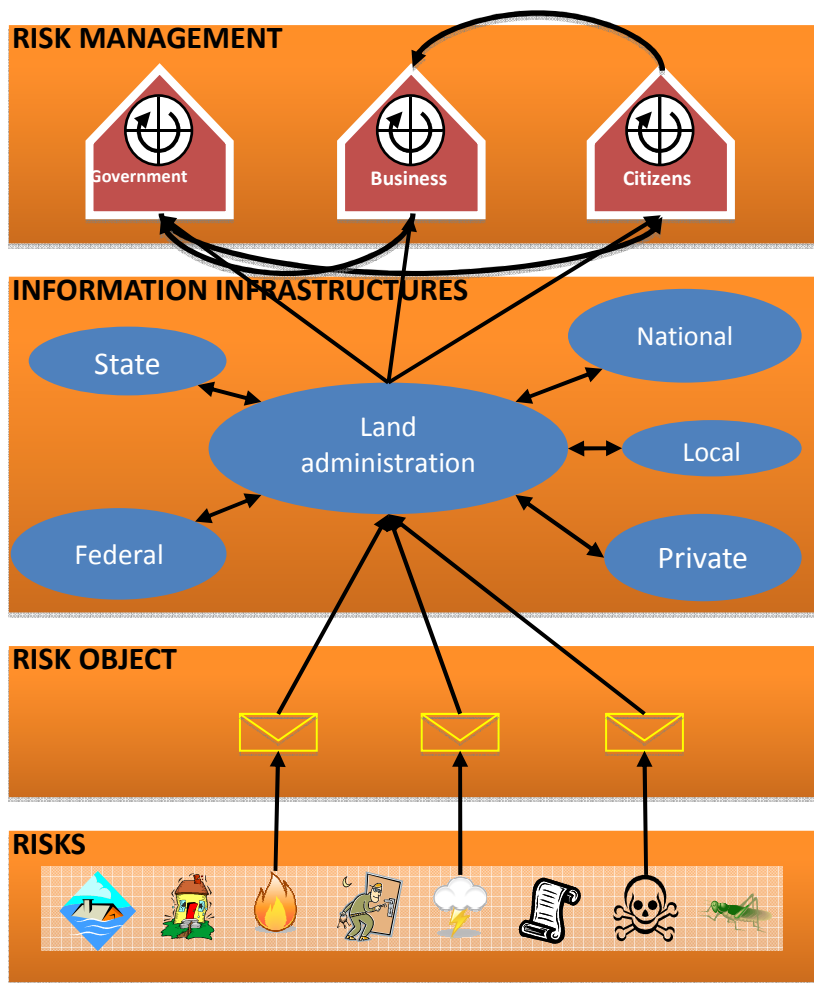 RISK MANAGEMENT
Government
Business
Citizens
INFORMATION INFRASTRUCTURES
State
National
Land
administration
Local
Federal
Private
RISK OBJECT
RISKS